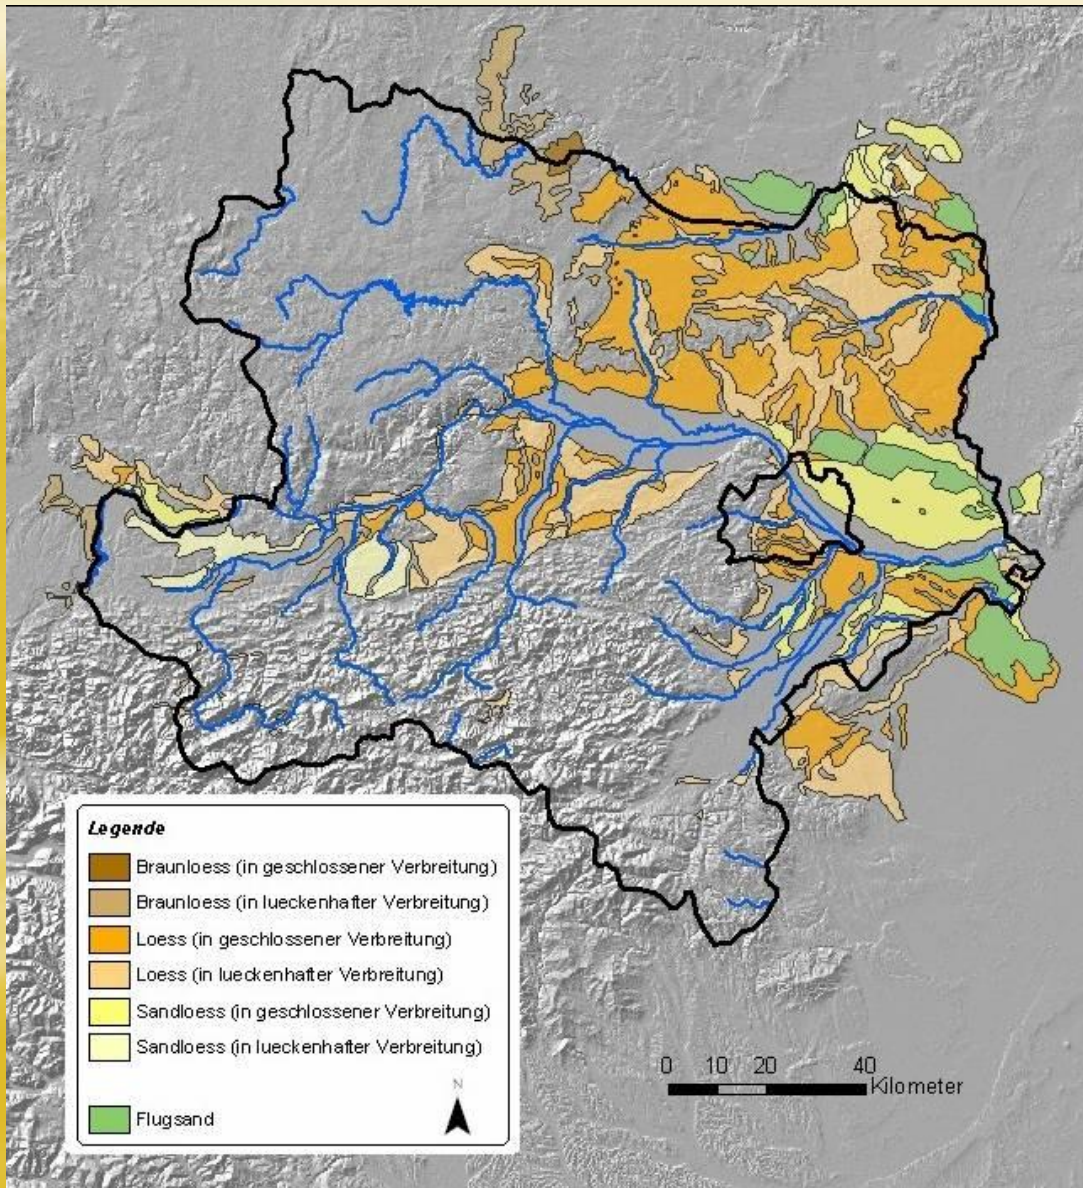 Legende
Braunloess (in geschlossener Verbreitung)
Braunloess (in lueckenhafter Verbreitung)
Loess (in geschlossener Verbreitung)
Loess (in lueckenhafter Verbreitung)
Sandloess (in geschlossener Verbreitung)
Sandloess (in lueckenhafter Verbreitung)
Flugsand
N
0 10 20 40
Kilometer